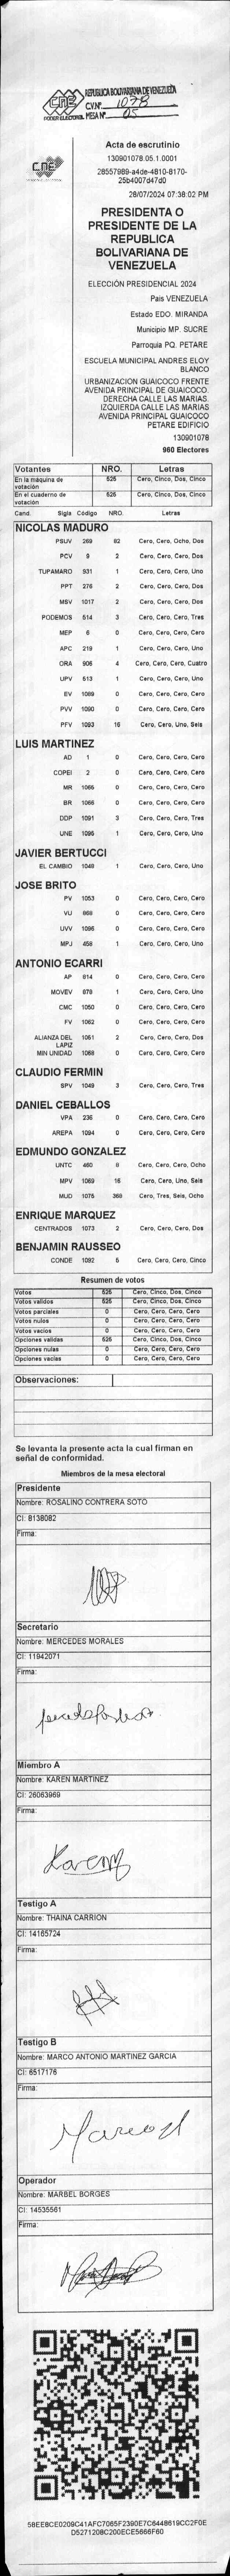 CNE
PODER ELECTORAL
REPUBLICA BOLIVARIANA DE VENEZUELA
C.V.Nº 1078
MESA Nº 05
CNE
Acta de escrutinio
130901078.05.1.0001
28557989-a4de-4810-8170-
25b4007d47d0
28/07/2024 07:38:02 PM
PRESIDENTA O
PRESIDENTE DE LA
REPUBLICA
BOLIVARIANA DE
VENEZUELA
ELECCIÓN PRESIDENCIAL 2024
Pais VENEZUELA
Estado EDO. MIRANDA
Municipio MP. SUCRE
Parroquia PQ. PETARE
ESCUELA MUNICIPAL ANDRES ELOY
BLANCO
URBANIZACION GUAICOCO FRENTE
AVENIDA PRINCIPAL DE GUAICOCO.
DERECHA CALLE LAS MARIAS.
IZQUIERDA CALLE LAS MARIAS
AVENIDA PRINCIPAL GUAICOCO
PETARE EDIFICIO
130901078
960 Electores
Votantes NRO. Letras
En la máquina de votación 525 Cero, Cinco, Dos, Cinco
En el cuaderno de votación 525 Cero, Cinco, Dos, Cinco
Cand. Sigla Código NRO. Letras
NICOLAS MADURO
PSUV 269 82 Cero, Cero, Ocho, Dos
PCV 9 2 Cero, Cero, Cero, Dos
TUPAMARO 931 1 Cero, Cero, Cero, Uno
PPT 276 2 Cero, Cero, Cero, Dos
MSV 1017 2 Cero, Cero, Cero, Dos
PODEMOS 514 3 Cero, Cero, Cero, Tres
MEP 6 0 Cero, Cero, Cero, Cero
APC 219 1 Cero, Cero, Cero, Uno
ORA 906 4 Cero, Cero, Cero, Cuatro
UPV 513 1 Cero, Cero, Cero, Uno
EV 1089 0 Cero, Cero, Cero, Cero
PVV 1090 0 Cero, Cero, Cero, Cero
PFV 1093 16 Cero, Cero, Uno, Seis
LUIS MARTINEZ
AD 1 0 Cero, Cero, Cero, Cero
COPEI 2 0 Cero, Cero, Cero, Cero
MR 1065 0 Cero, Cero, Cero, Cero
BR 1066 0 Cero, Cero, Cero, Cero
DDP 1091 3 Cero, Cero, Cero, Tres
UNE 1095 1 Cero, Cero, Cero, Uno
JAVIER BERTUCCI
EL CAMBIO 1048 1 Cero, Cero, Cero, Uno
JOSE BRITO
PV 1053 0 Cero, Cero, Cero, Cero
VU 868 0 Cero, Cero, Cero, Cero
UVV 1096 0 Cero, Cero, Cero, Cero
MPJ 458 1 Cero, Cero, Cero, Uno
ANTONIO ECARRI
AP 814 0 Cero, Cero, Cero, Cero
MOVEV 878 1 Cero, Cero, Cero, Uno
CMC 1050 0 Cero, Cero, Cero, Cero
FV 1062 0 Cero, Cero, Cero, Cero
ALIANZA DEL LAPIZ 1051 2 Cero, Cero, Cero, Dos
MIN UNIDAD 1068 0 Cero, Cero, Cero, Cero
CLAUDIO FERMIN
SPV 1049 3 Cero, Cero, Cero, Tres
DANIEL CEBALLOS
VPA 236 0 Cero, Cero, Cero, Cero
AREPA 1094 0 Cero, Cero, Cero, Cero
EDMUNDO GONZALEZ
UNTC 460 8 Cero, Cero, Cero, Ocho
MPV 1069 16 Cero, Cero, Uno, Seis
MUD 1075 368 Cero, Tres, Seis, Ocho
ENRIQUE MARQUEZ
CENTRADOS 1073 2 Cero, Cero, Cero, Dos
BENJAMIN RAUSSEO
CONDE 1092 5 Cero, Cero, Cero, Cinco
Resumen de votos
Votos 525 Cero, Cinco, Dos, Cinco
Votos validos 525 Cero, Cinco, Dos, Cinco
Votos parciales 0 Cero, Cero, Cero, Cero
Votos nulos 0 Cero, Cero, Cero, Cero
Votos vacios 0 Cero, Cero, Cero, Cero
Opciones validas 525 Cero, Cinco, Dos, Cinco
Opciones nulas 0 Cero, Cero, Cero, Cero
Opciones vacias 0 Cero, Cero, Cero, Cero
Observaciones:
Se levanta la presente acta la cual firman en
señal de conformidad.
Miembros de la mesa electoral
Presidente
Nombre: ROSALINO CONTRERA SOTO
CI: 8138082
Firma:
Secretario
Nombre: MERCEDES MORALES
CI: 11942071
Firma:
Miembro A
Nombre: KAREN MARTINEZ
CI: 26063969
Firma:
Karen
Testigo A
Nombre: THAINA CARRION
CI: 14165724
Firma:
Testigo B
Nombre: MARCO ANTONIO MARTINEZ GARCIA
CI: 6517176
Firma:
Operador
Nombre: MARBEL BORGES
CI: 14535561
Firma:
58EE8CE0209C41AFC7065F2390E7C6448619CC2F0E
D5271208C200ECE5666F60